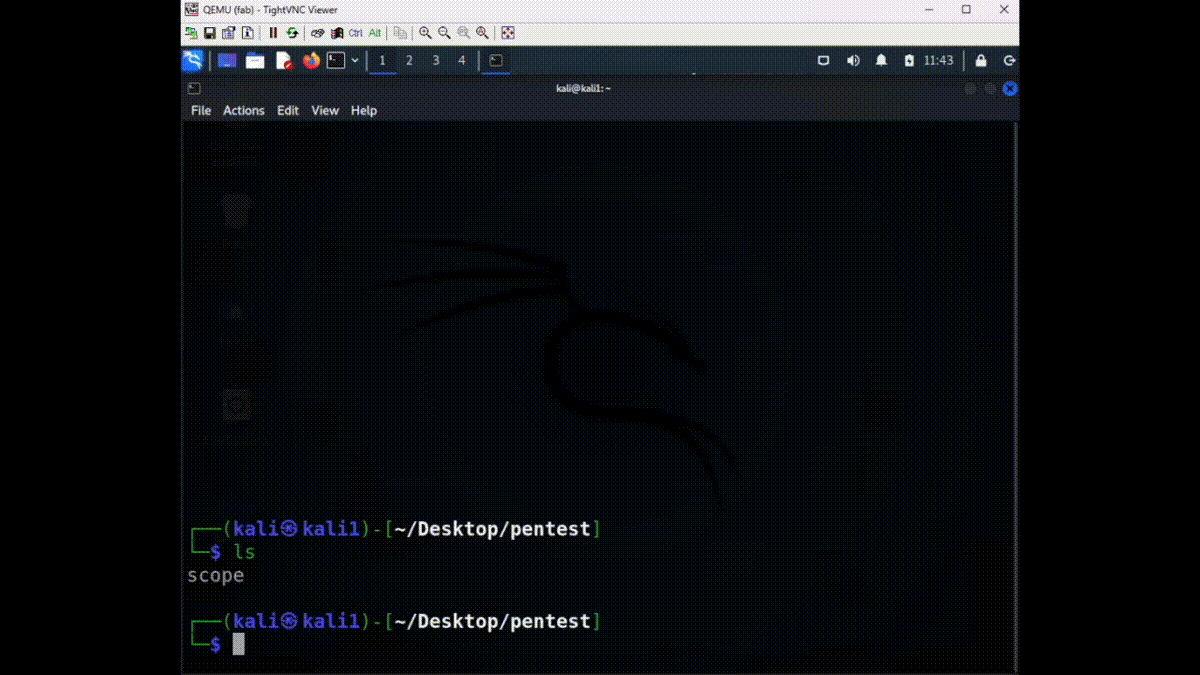 QEMU (fab) - TightVNC Viewer
Ctrl Alt
1 2 3 4 11:43
kali@kali1: ~
File Actions Edit View Help
┌──(kali㉿kali1)-[~/Desktop/pentest]
└─$ ls
scope
┌──(kali㉿kali1)-[~/Desktop/pentest]
└─$